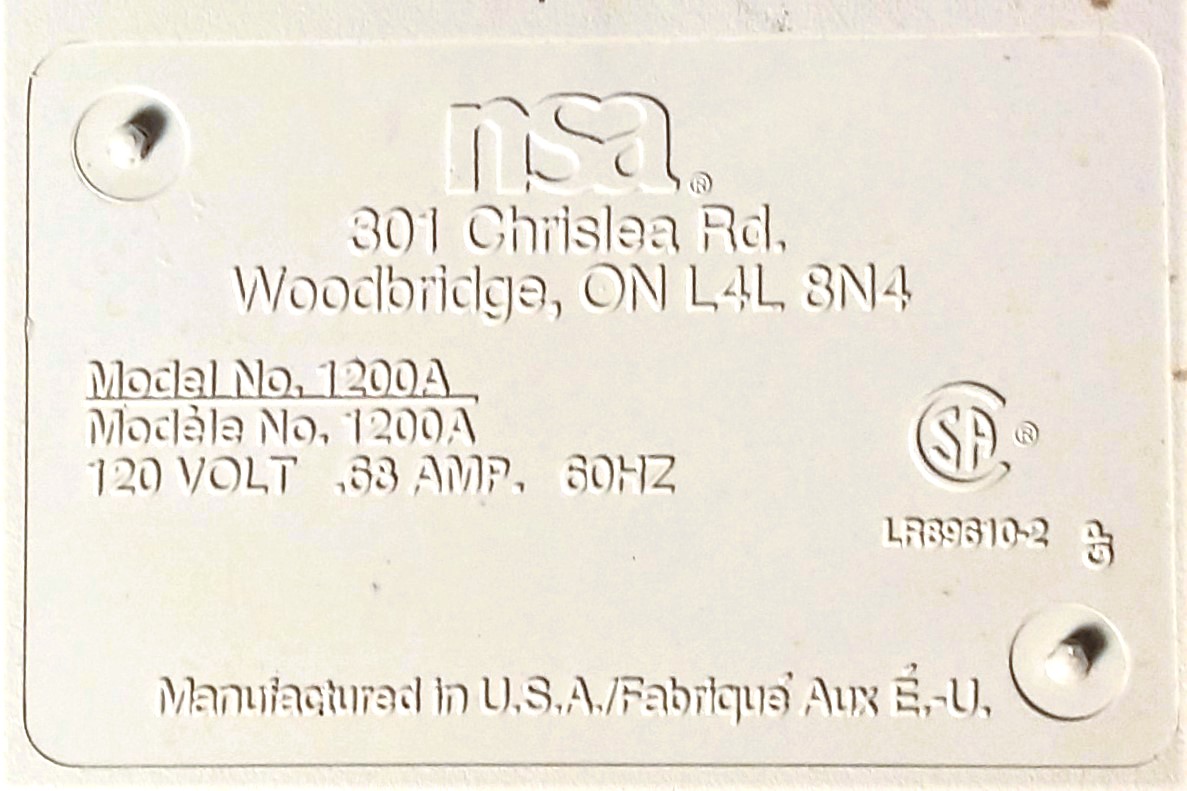 nsa®
301 Chrislea Rd.
Woodbridge, ON L4L 8N4
Model No. 1200A
Modèle No. 1200A
120 VOLT .68 AMP. 60HZ
SA ®
LR89610-2
GP
Manufactured in U.S.A./Fabriqué Aux É.-U.